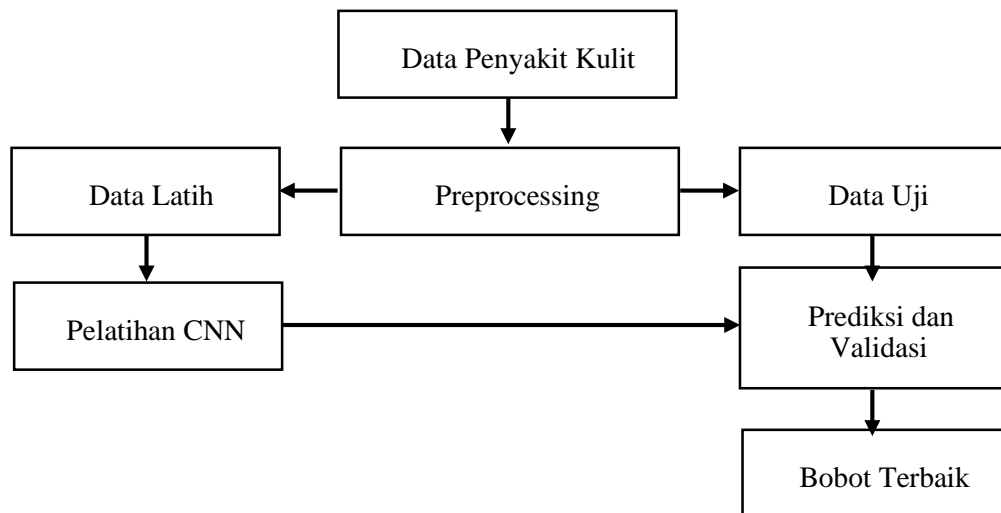 Data Penyakit Kulit
Data Latih
Preprocessing
Data Uji
Pelatihan CNN
Prediksi dan
Validasi
Bobot Terbaik